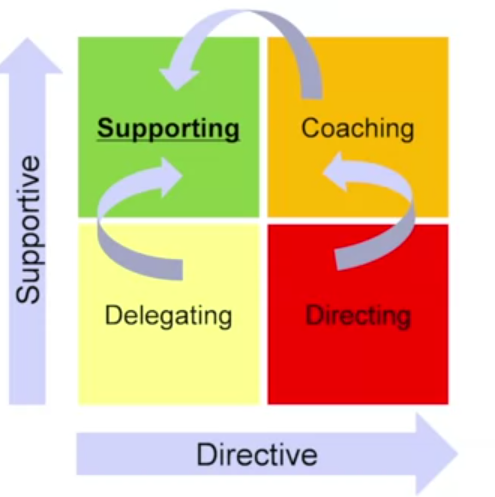 Supportive
Supporting
Coaching
Delegating
Directing
Directive